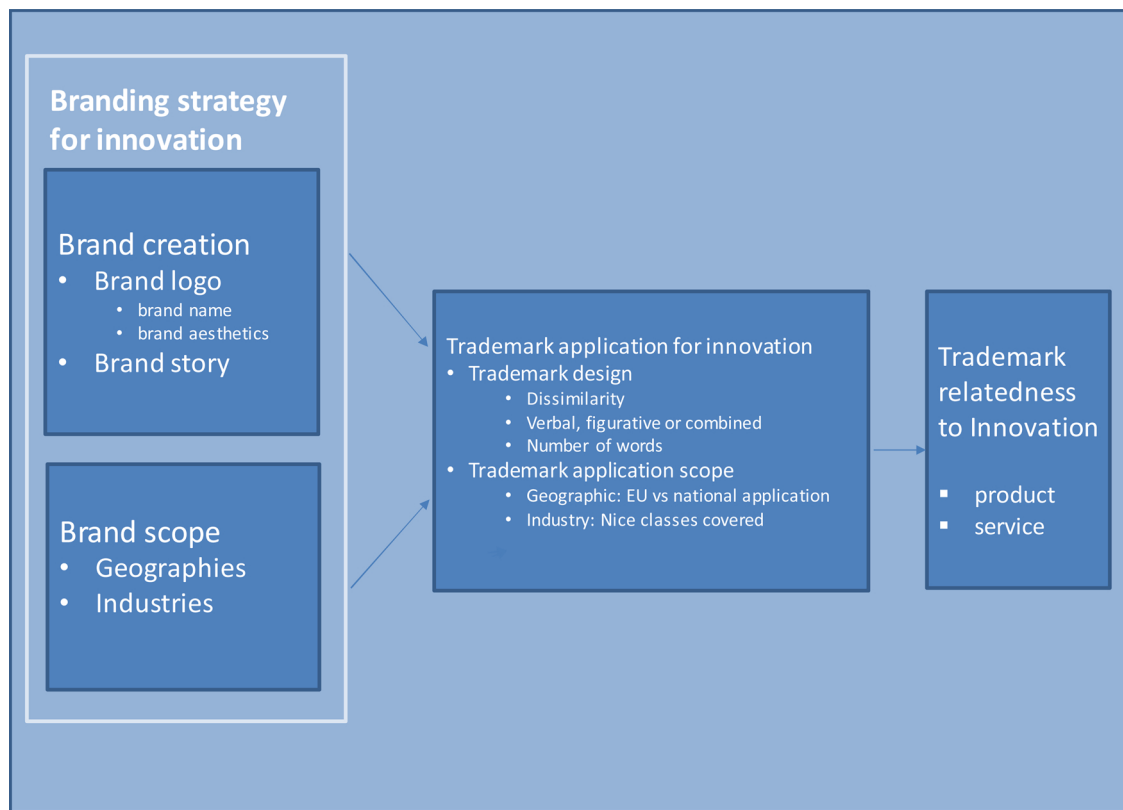 Branding strategy
for innovation
Brand creation
• Brand logo
• brand name
• brand aesthetics
• Brand story
Brand scope
• Geographies
• Industries
Trademark application for innovation
• Trademark design
• Dissimilarity
• Verbal, figurative or combined
• Number of words
• Trademark application scope
• Geographic: EU vs national application
• Industry: Nice classes covered
Trademark
relatedness
to Innovation
▪ product
▪ service